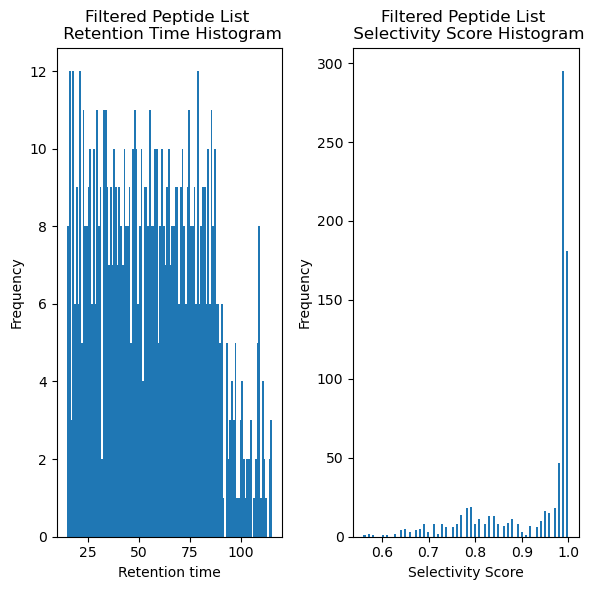 Filtered Peptide List
Retention Time Histogram
12
10
8
6
4
2
0
Frequency
25
50
75
100
Retention time
Filtered Peptide List
Selectivity Score Histogram
300
250
200
150
100
50
0
Frequency
0.6
0.7
0.8
0.9
1.0
Selectivity Score